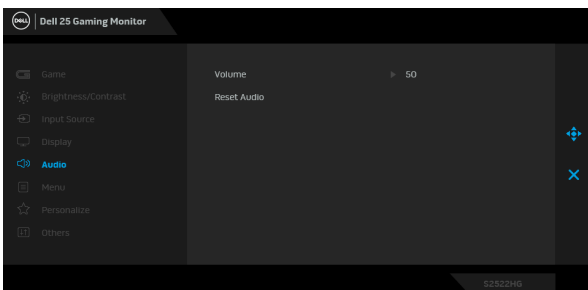 DELL Dell 25 Gaming Monitor
Game
Volume 50
Brightness/Contrast
Reset Audio
Input Source
Display
Audio
Menu
Personalize
Others
S2522HG